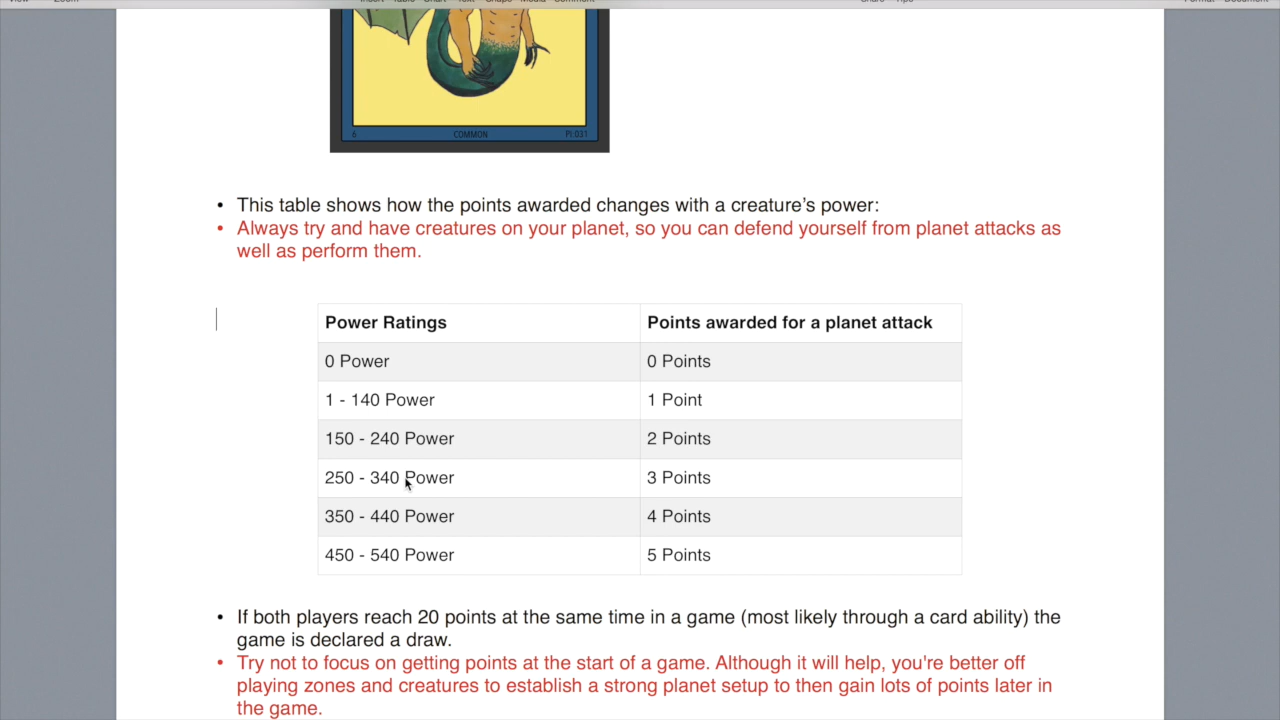 6 COMMON PI.031
• This table shows how the points awarded changes with a creature's power:
• Always try and have creatures on your planet, so you can defend yourself from planet attacks as
well as perform them.
Power Ratings Points awarded for a planet attack
0 Power 0 Points
1 - 140 Power 1 Point
150 - 240 Power 2 Points
250 - 340 Power 3 Points
350 - 440 Power 4 Points
450 - 540 Power 5 Points
• If both players reach 20 points at the same time in a game (most likely through a card ability) the
game is declared a draw.
• Try not to focus on getting points at the start of a game. Although it will help, you're better off
playing zones and creatures to establish a strong planet setup to then gain lots of points later in
the game.